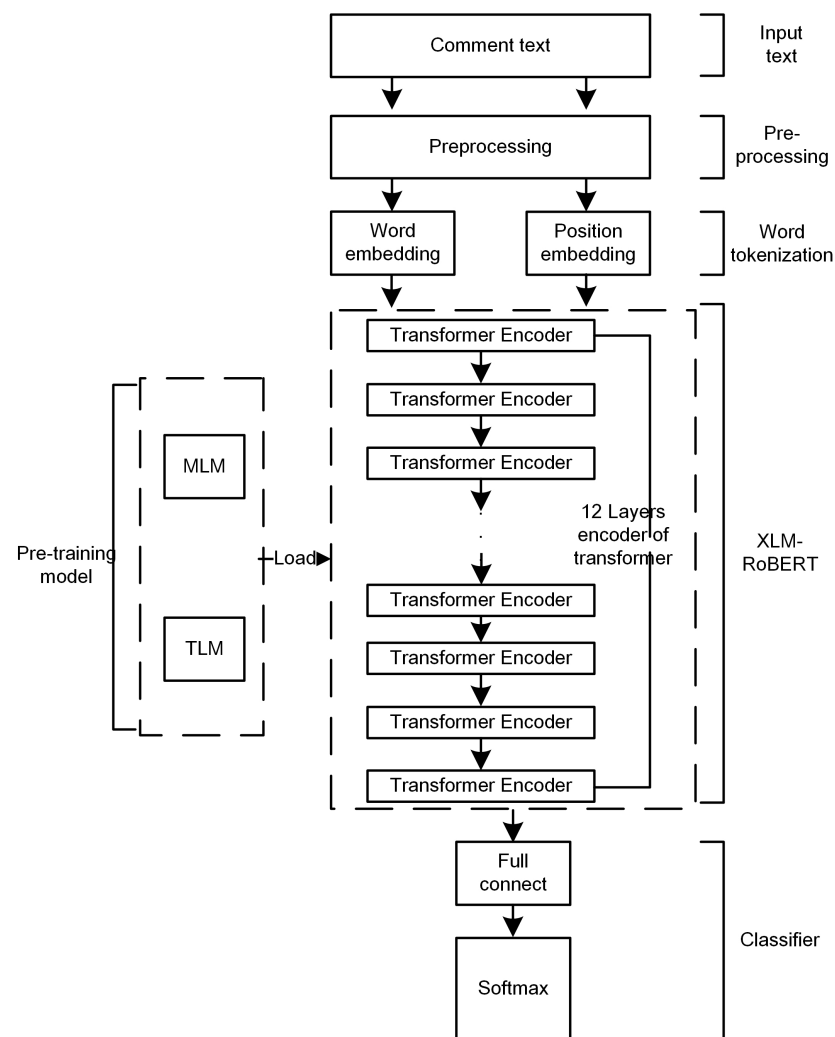 Comment text
Input
text
Preprocessing
Pre-
processing
Word
embedding
Position
embedding
Word
tokenization
Transformer Encoder
Transformer Encoder
Transformer Encoder
MLM
12 Layers
encoder of
transformer
Pre-training
model
Load
XLM-
RoBERT
Transformer Encoder
TLM
Transformer Encoder
Transformer Encoder
Transformer Encoder
Full
connect
Classifier
Softmax